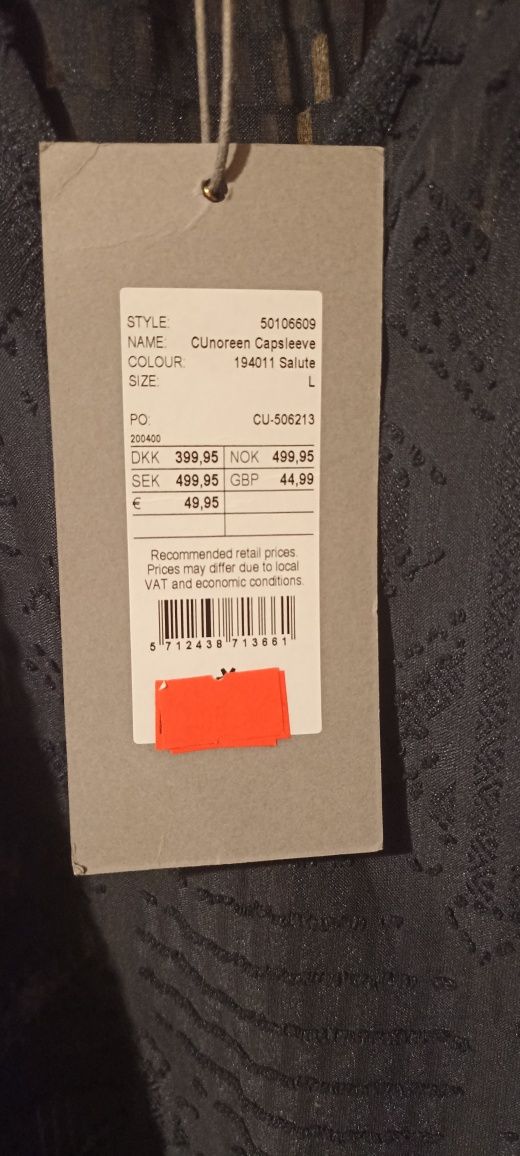 STYLE: 50106609
NAME: CUnoreen Capsleeve
COLOUR: 194011 Salute
SIZE: L
PO: CU-506213
200400
DKK 399,95 NOK 499,95
SEK 499,95 GBP 44,99
€ 49,95
Recommended retail prices.
Prices may differ due to local
VAT and economic conditions.
5 712438 713661